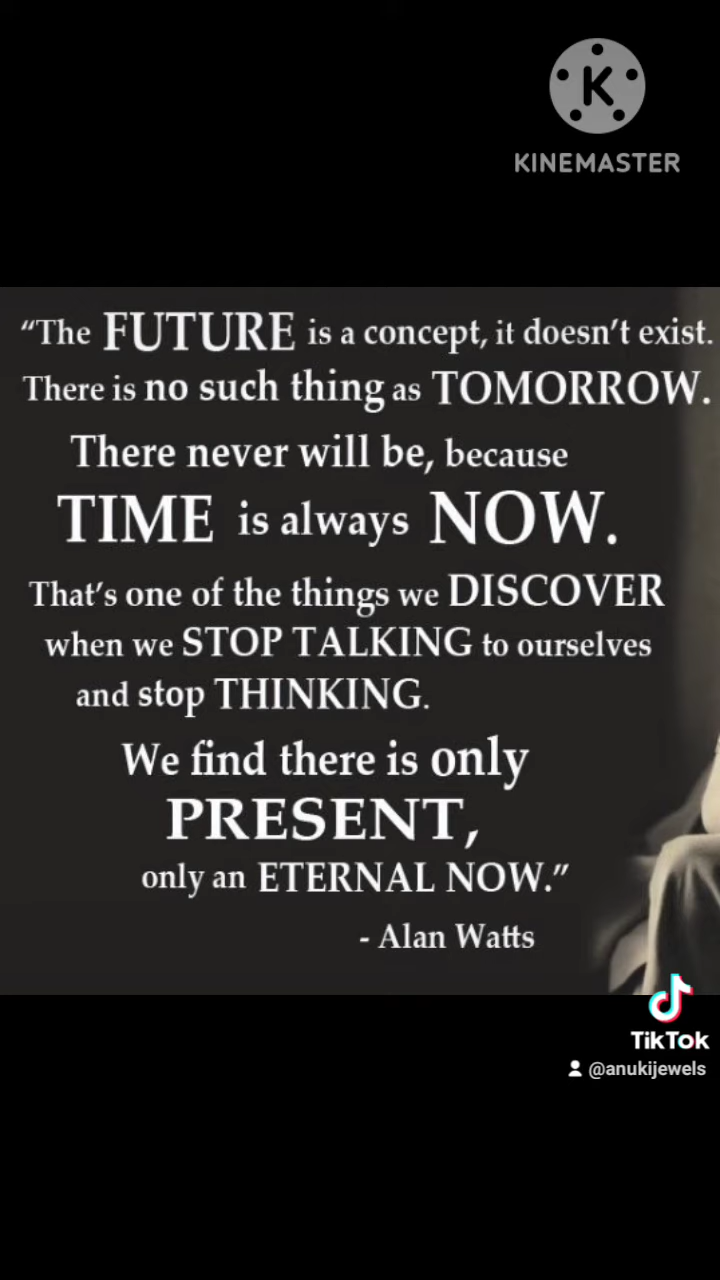 K
KINEMASTER
“The FUTURE is a concept, it doesn’t exist.
There is no such thing as TOMORROW.
There never will be, because
TIME is always NOW.
That’s one of the things we DISCOVER
when we STOP TALKING to ourselves
and stop THINKING.
We find there is only
PRESENT,
only an ETERNAL NOW.”
- Alan Watts
TikTok
@anukijewels